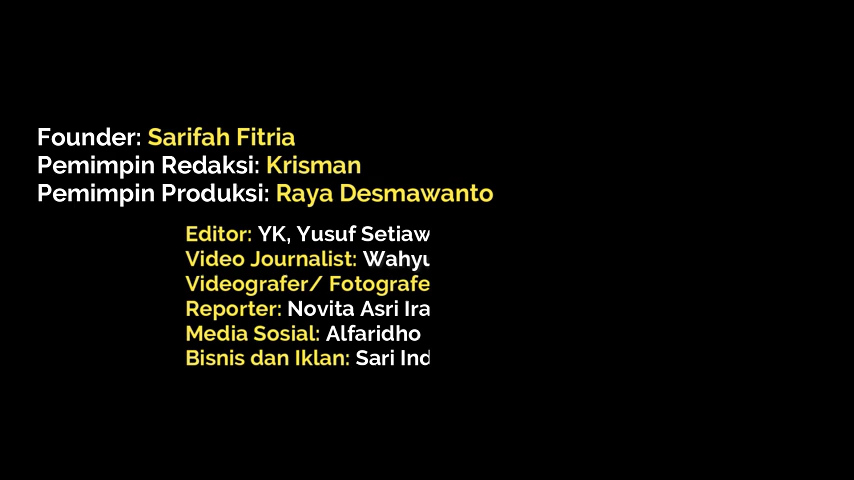 Founder: Sarifah Fitria
Pemimpin Redaksi: Krisman
Pemimpin Produksi: Raya Desmawanto
Editor: YK, Yusuf
Video Journalist:
Videografer/
Reporter: Novita Asri
Media Sosial: Alfaridho
Bisnis dan Iklan: Sari